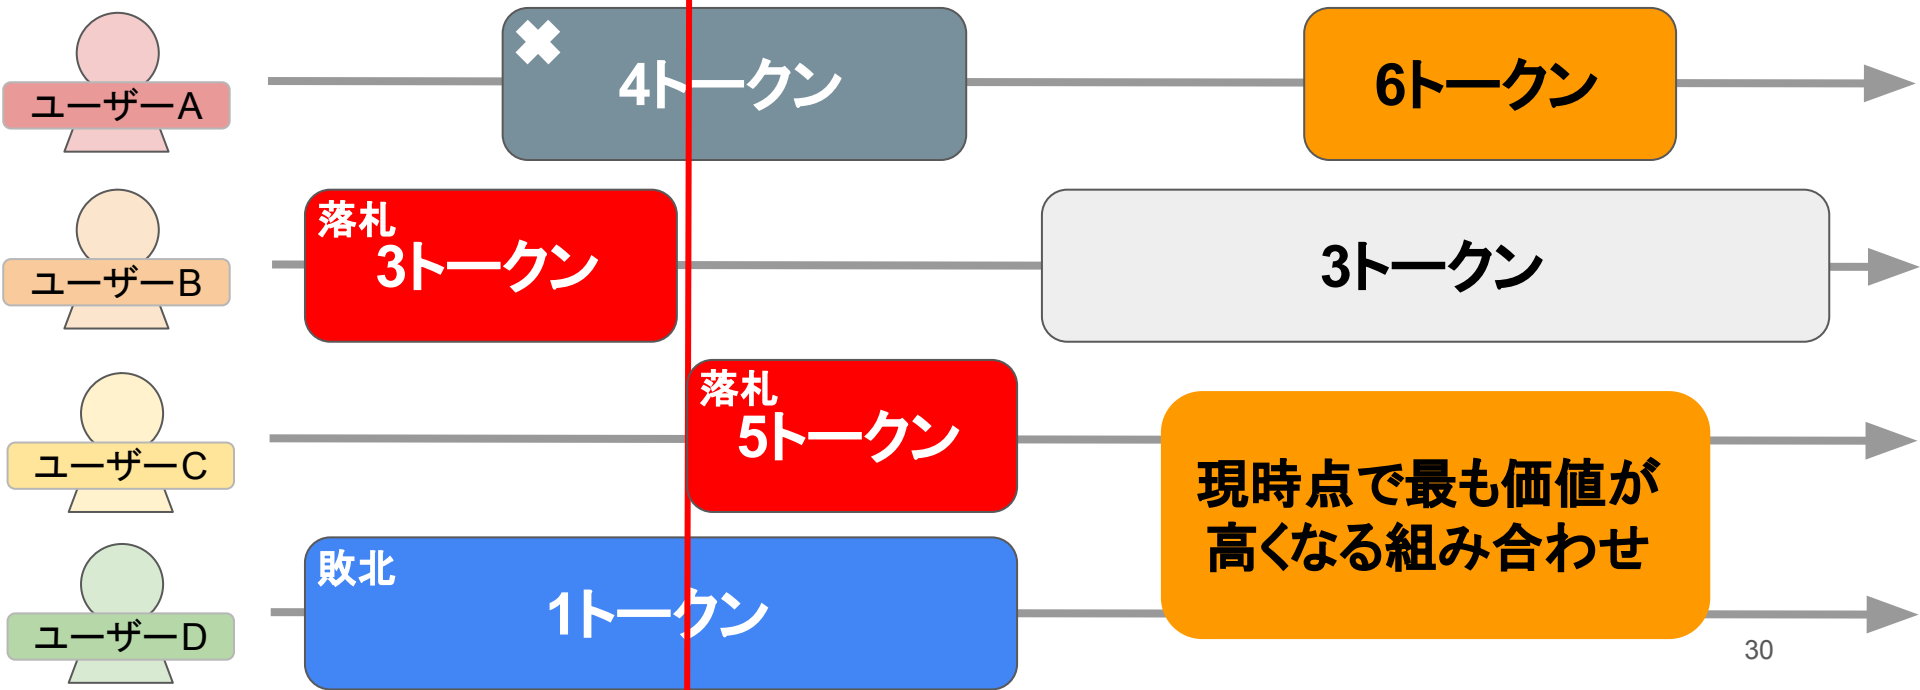 ユーザーA
4トークン
6トークン
ユーザーB
落札
3トークン
3トークン
ユーザーC
落札
5トークン
現時点で最も価値が
高くなる組み合わせ
ユーザーD
敗北
1トークン
30